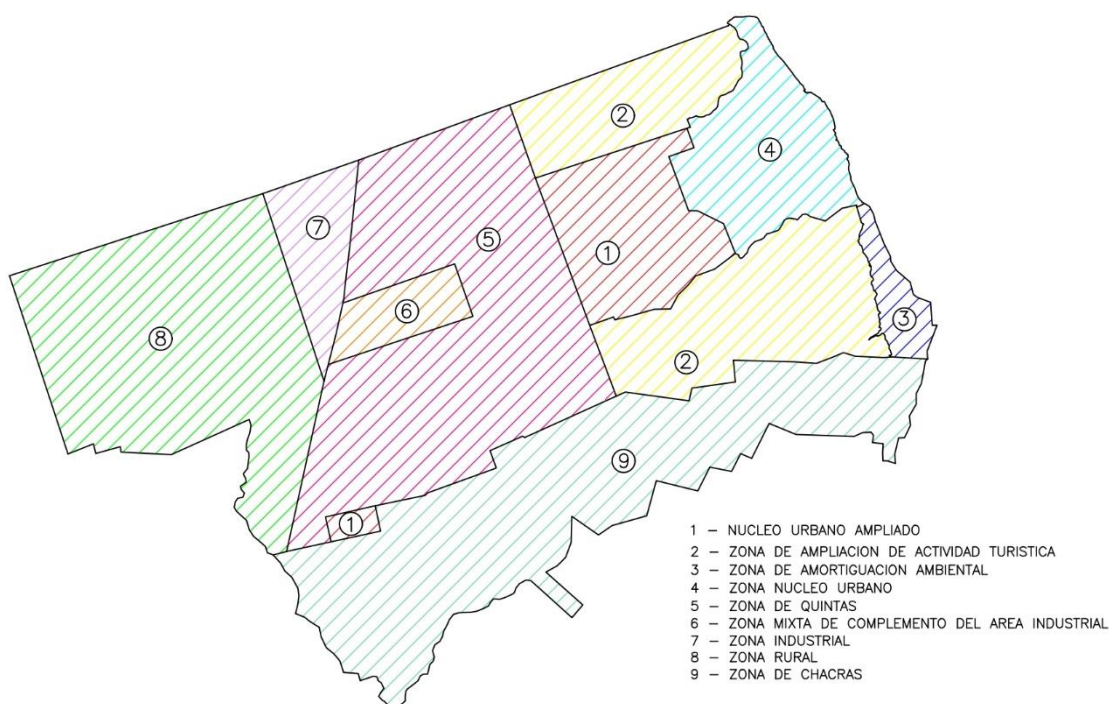 2
4
7
5
1
6
3
8
2
9
1
1 – NUCLEO URBANO AMPLIADO
2 – ZONA DE AMPLIACION DE ACTIVIDAD TURISTICA
3 – ZONA DE AMORTIGUACION AMBIENTAL
4 – ZONA NUCLEO URBANO
5 – ZONA DE QUINTAS
6 – ZONA MIXTA DE COMPLEMENTO DEL AREA INDUSTRIAL
7 – ZONA INDUSTRIAL
8 – ZONA RURAL
9 – ZONA DE CHACRAS